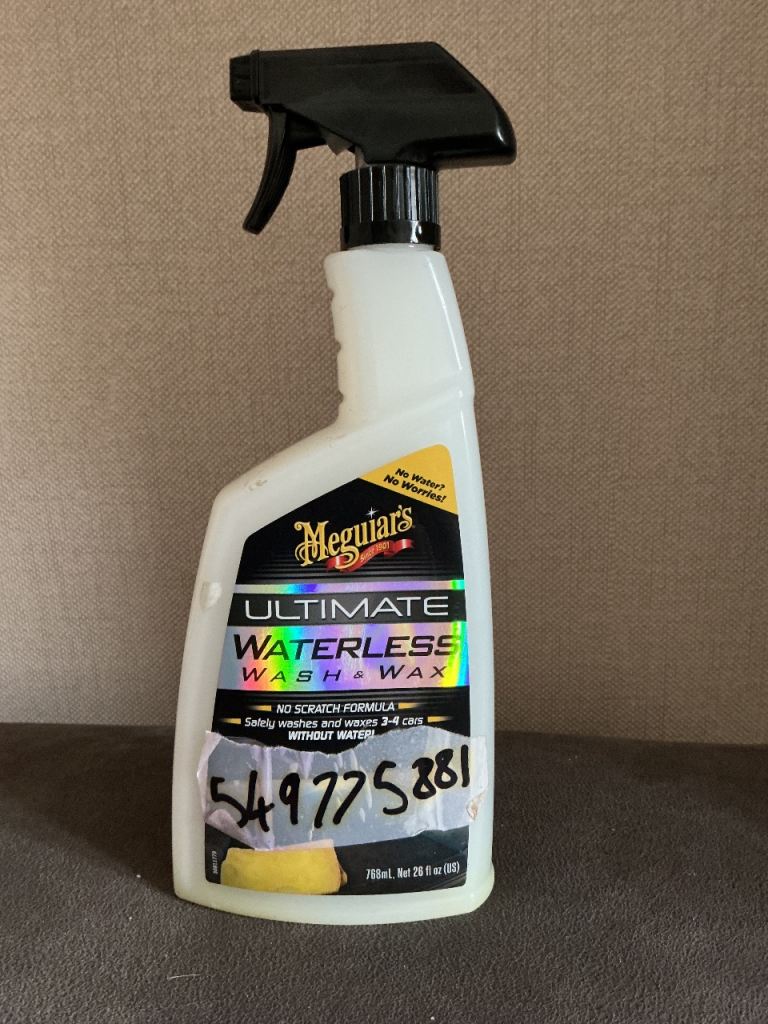 No Water?
No Worries!
Meguiar's
Since 1901
ULTIMATE
WATERLESS
WASH & WAX
NO SCRATCH FORMULA
Safely washes and waxes 3-4 cars
WITHOUT WATER!
549775881
768mL. Net 26 fl oz (US)